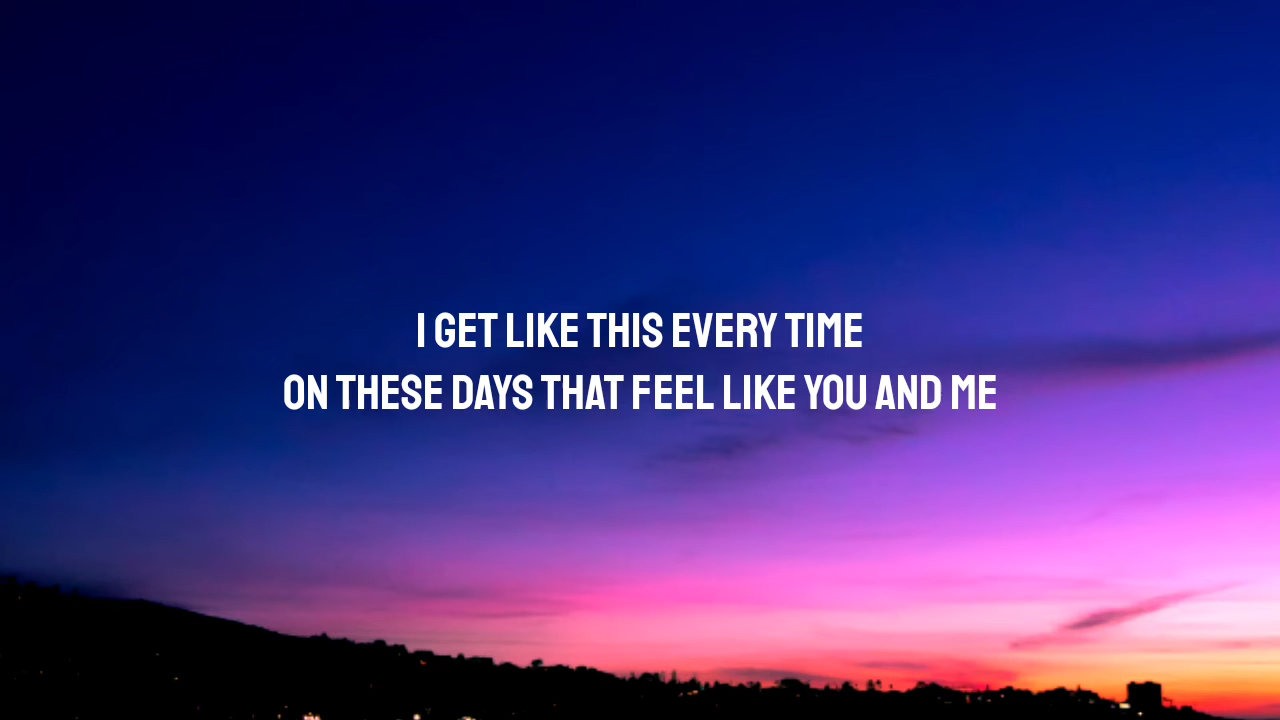 I GET LIKE THIS EVERY TIME
ON THESE DAYS THAT FEEL LIKE YOU AND ME